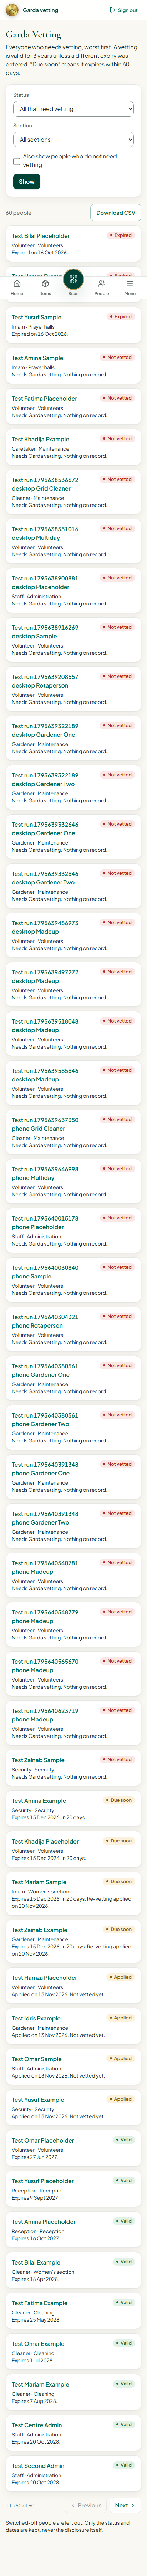 Garda vetting
Sign out
Garda Vetting
Everyone who needs vetting, worst first. A vetting
is valid for 3 years unless a different expiry was
entered. "Due soon" means it expires within 60
days.
Status
All that need vetting
Section
All sections
Also show people who do not need
vetting
Show
60 people
Download CSV
Test Bilal Placeholder
Expired
Volunteer · Volunteers
Expired on 16 Oct 2026.
Home
Items
Scan
People
Menu
Test Yusuf Sample
Expired
Imam · Prayer halls
Expired on 16 Oct 2026.
Test Amina Sample
Not vetted
Imam · Prayer halls
Needs Garda vetting. Nothing on record.
Test Fatima Placeholder
Not vetted
Volunteer · Volunteers
Needs Garda vetting. Nothing on record.
Test Khadija Example
Not vetted
Caretaker · Maintenance
Needs Garda vetting. Nothing on record.
Test run 1795638536672
Not vetted
desktop Grid Cleaner
Cleaner · Maintenance
Needs Garda vetting. Nothing on record.
Test run 1795638551016
Not vetted
desktop Multiday
Volunteer · Volunteers
Needs Garda vetting. Nothing on record.
Test run 1795638900881
Not vetted
desktop Placeholder
Staff · Administration
Needs Garda vetting. Nothing on record.
Test run 1795638916269
Not vetted
desktop Sample
Volunteer · Volunteers
Needs Garda vetting. Nothing on record.
Test run 1795639208557
Not vetted
desktop Rotaperson
Volunteer · Volunteers
Needs Garda vetting. Nothing on record.
Test run 1795639322189
Not vetted
desktop Gardener One
Gardener · Maintenance
Needs Garda vetting. Nothing on record.
Test run 1795639322189
Not vetted
desktop Gardener Two
Gardener · Maintenance
Needs Garda vetting. Nothing on record.
Test run 1795639332646
Not vetted
desktop Gardener One
Gardener · Maintenance
Needs Garda vetting. Nothing on record.
Test run 1795639332646
Not vetted
desktop Gardener Two
Gardener · Maintenance
Needs Garda vetting. Nothing on record.
Test run 1795639486973
Not vetted
desktop Madeup
Volunteer · Volunteers
Needs Garda vetting. Nothing on record.
Test run 1795639497272
Not vetted
desktop Madeup
Volunteer · Volunteers
Needs Garda vetting. Nothing on record.
Test run 1795639518048
Not vetted
desktop Madeup
Volunteer · Volunteers
Needs Garda vetting. Nothing on record.
Test run 1795639585646
Not vetted
desktop Madeup
Volunteer · Volunteers
Needs Garda vetting. Nothing on record.
Test run 1795639637350
Not vetted
phone Grid Cleaner
Cleaner · Maintenance
Needs Garda vetting. Nothing on record.
Test run 1795639646998
Not vetted
phone Multiday
Volunteer · Volunteers
Needs Garda vetting. Nothing on record.
Test run 1795640015178
Not vetted
phone Placeholder
Staff · Administration
Needs Garda vetting. Nothing on record.
Test run 1795640030840
Not vetted
phone Sample
Volunteer · Volunteers
Needs Garda vetting. Nothing on record.
Test run 1795640304321
Not vetted
phone Rotaperson
Volunteer · Volunteers
Needs Garda vetting. Nothing on record.
Test run 1795640380561
Not vetted
phone Gardener One
Gardener · Maintenance
Needs Garda vetting. Nothing on record.
Test run 1795640380561
Not vetted
phone Gardener Two
Gardener · Maintenance
Needs Garda vetting. Nothing on record.
Test run 1795640391348
Not vetted
phone Gardener One
Gardener · Maintenance
Needs Garda vetting. Nothing on record.
Test run 1795640391348
Not vetted
phone Gardener Two
Gardener · Maintenance
Needs Garda vetting. Nothing on record.
Test run 1795640540781
Not vetted
phone Madeup
Volunteer · Volunteers
Needs Garda vetting. Nothing on record.
Test run 1795640548779
Not vetted
phone Madeup
Volunteer · Volunteers
Needs Garda vetting. Nothing on record.
Test run 1795640565670
Not vetted
phone Madeup
Volunteer · Volunteers
Needs Garda vetting. Nothing on record.
Test run 1795640623719
Not vetted
phone Madeup
Volunteer · Volunteers
Needs Garda vetting. Nothing on record.
Test Zainab Sample
Not vetted
Security · Security
Needs Garda vetting. Nothing on record.
Test Amina Example
Due soon
Security · Security
Expires 15 Dec 2026, in 20 days.
Test Khadija Placeholder
Due soon
Volunteer · Volunteers
Expires 15 Dec 2026, in 20 days.
Test Mariam Sample
Due soon
Imam · Women's section
Expires 15 Dec 2026, in 20 days. Re-vetting applied
on 20 Nov 2026.
Test Zainab Example
Due soon
Gardener · Maintenance
Expires 15 Dec 2026, in 20 days. Re-vetting applied
on 20 Nov 2026.
Test Hamza Placeholder
Applied
Volunteer · Volunteers
Applied on 13 Nov 2026. Not vetted yet.
Test Idris Example
Applied
Gardener · Maintenance
Applied on 13 Nov 2026. Not vetted yet.
Test Omar Sample
Applied
Staff · Administration
Applied on 13 Nov 2026. Not vetted yet.
Test Yusuf Example
Applied
Security · Security
Applied on 13 Nov 2026. Not vetted yet.
Test Omar Placeholder
Valid
Volunteer · Volunteers
Expires 27 Jun 2027.
Test Yusuf Placeholder
Valid
Reception · Reception
Expires 9 Sept 2027.
Test Amina Placeholder
Valid
Reception · Reception
Expires 16 Oct 2027.
Test Bilal Example
Valid
Cleaner · Women's section
Expires 18 Apr 2028.
Test Fatima Example
Valid
Cleaner · Cleaning
Expires 25 May 2028.
Test Omar Example
Valid
Cleaner · Cleaning
Expires 1 Jul 2028.
Test Mariam Example
Valid
Cleaner · Cleaning
Expires 7 Aug 2028.
Test Centre Admin
Valid
Staff · Administration
Expires 20 Oct 2028.
Test Second Admin
Valid
Staff · Administration
Expires 20 Oct 2028.
1 to 50 of 60
Previous
Next
Switched-off people are left out. Only the status and
dates are kept, never the disclosure itself.